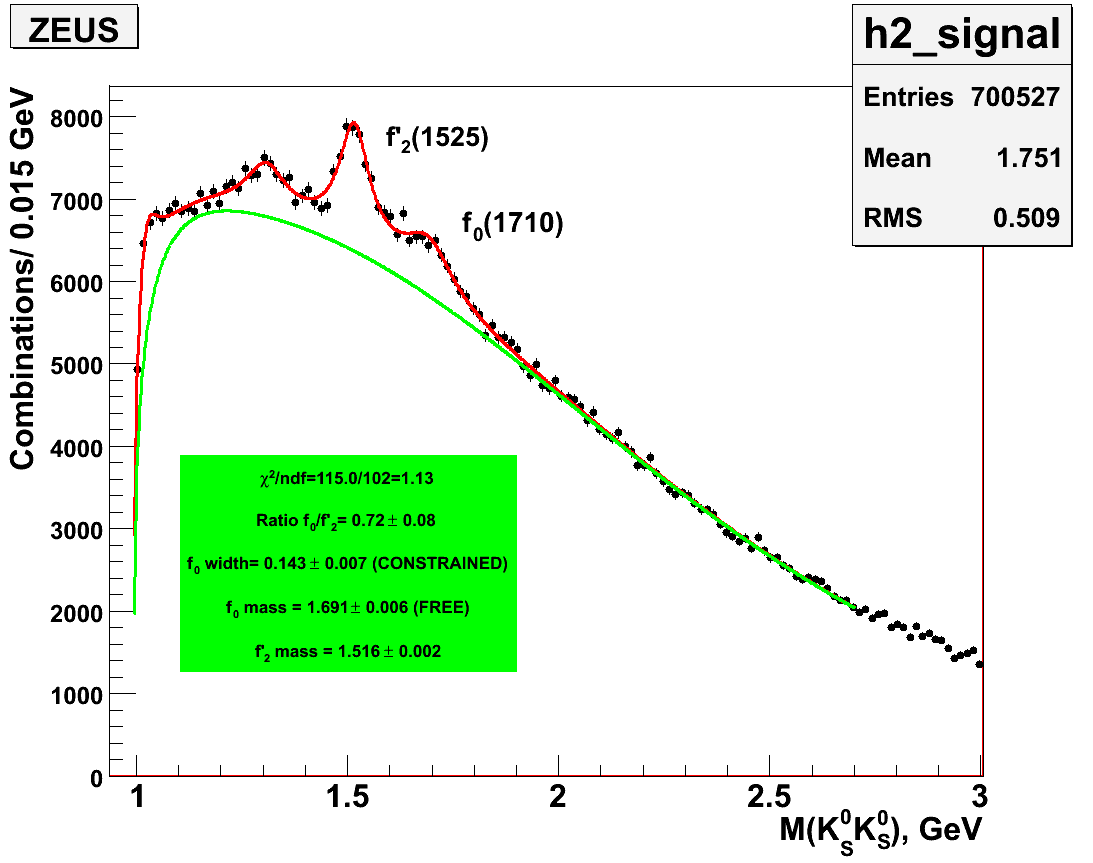 ZEUS
h2_signal
Entries 700527
Mean 1.751
RMS 0.509
Combinations/ 0.015 GeV
8000
7000
6000
5000
4000
3000
2000
1000
0
f'₂(1525)
f₀(1710)
χ²/ndf=115.0/102=1.13
Ratio f₀/f'₂= 0.72 ± 0.08
f₀ width= 0.143 ± 0.007 (CONSTRAINED)
f₀ mass = 1.691 ± 0.006 (FREE)
f'₂ mass = 1.516 ± 0.002
1 1.5 2 2.5 3
M(K⁰_S K⁰_S), GeV